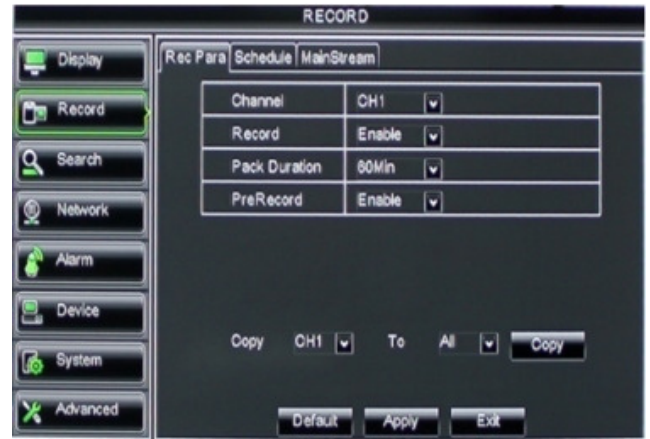 RECORD
Display
Record
Search
Network
Alarm
Device
System
Advanced
Rec Para Schedule MainStream
Channel CH1
Record Enable
Pack Duration 60Min
PreRecord Enable
Copy CH1 To All Copy
Default Apply Exit